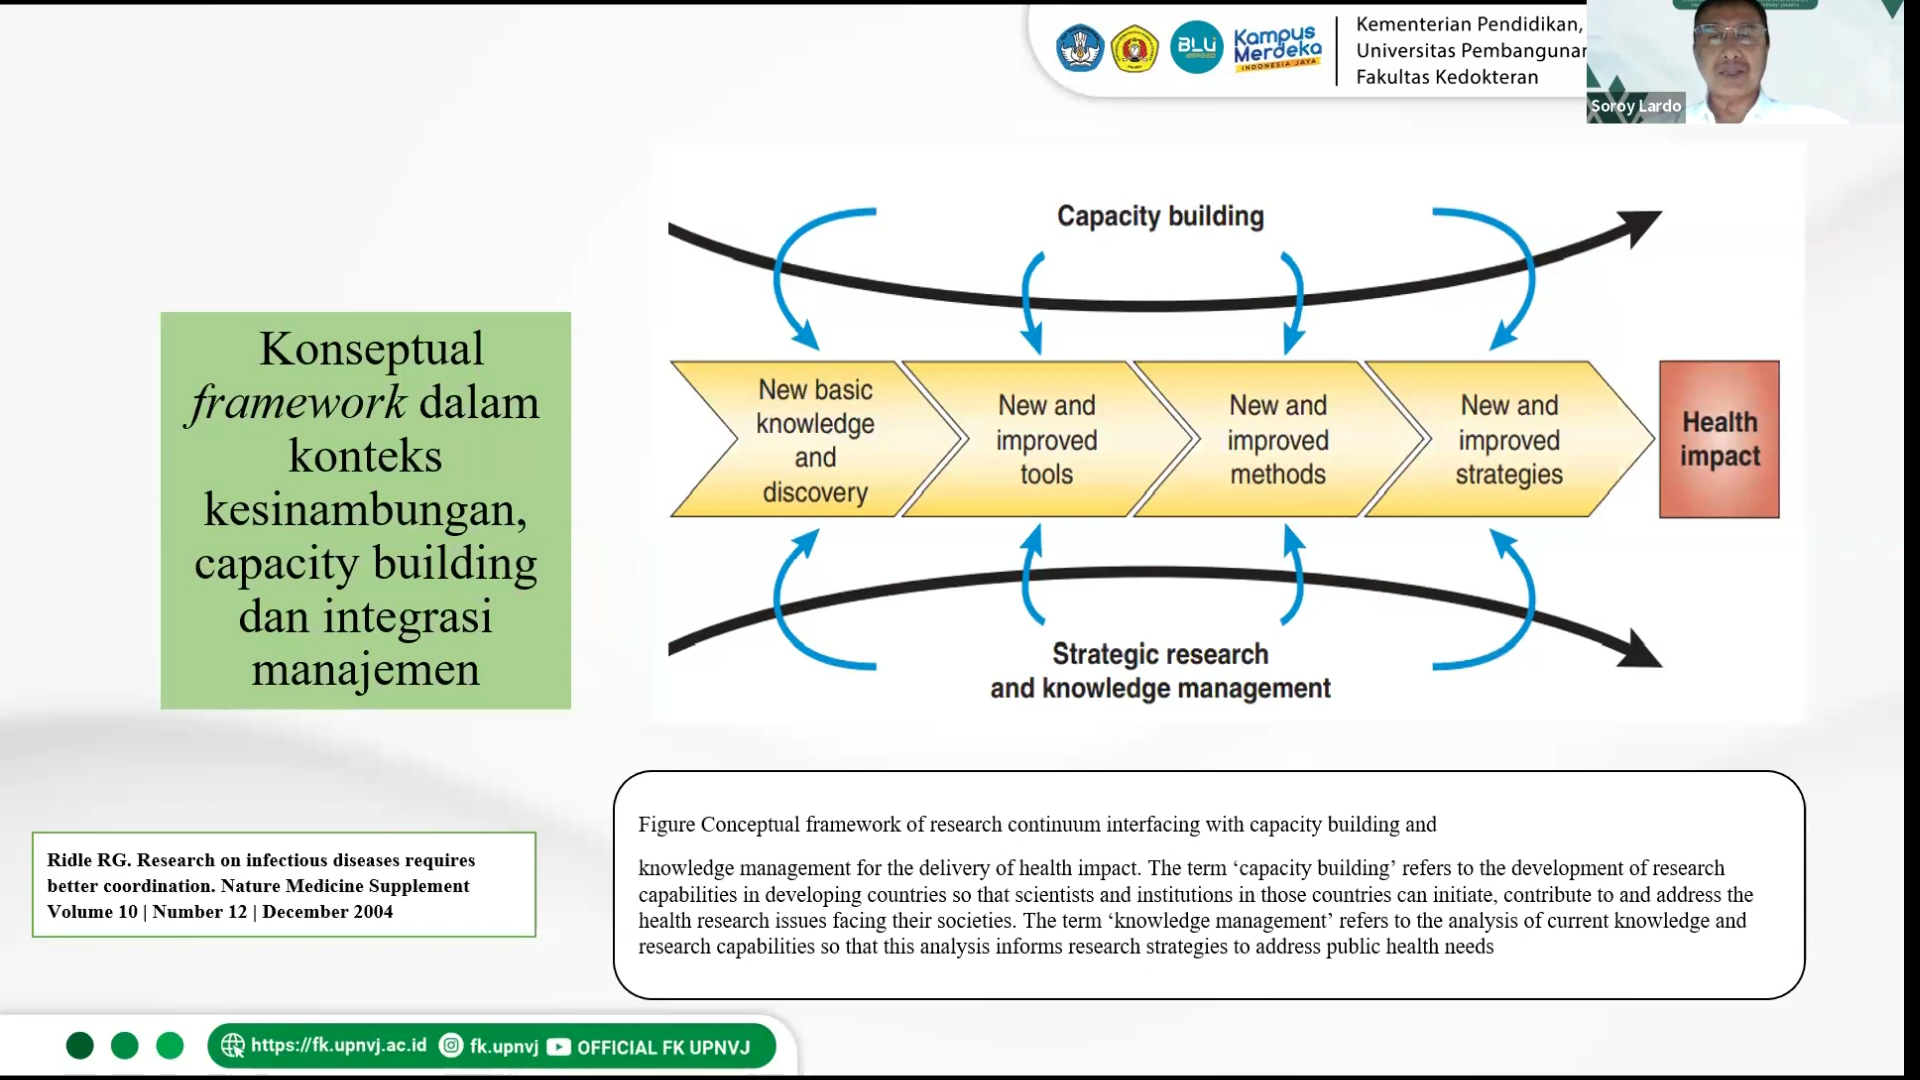 BLU
Kampus
Merdeka
INDONESIA JAYA
Kementerian Pendidikan,
Universitas Pembangunan
Fakultas Kedokteran
Soroy Lardo
Konseptual
framework dalam
konteks
kesinambungan,
capacity building
dan integrasi
manajemen
Capacity building
New basic
knowledge
and
discovery
New and
improved
tools
New and
improved
methods
New and
improved
strategies
Health
impact
Strategic research
and knowledge management
Figure Conceptual framework of research continuum interfacing with capacity building and
knowledge management for the delivery of health impact. The term ‘capacity building’ refers to the development of research
capabilities in developing countries so that scientists and institutions in those countries can initiate, contribute to and address the
health research issues facing their societies. The term ‘knowledge management’ refers to the analysis of current knowledge and
research capabilities so that this analysis informs research strategies to address public health needs
Ridle RG. Research on infectious diseases requires
better coordination. Nature Medicine Supplement
Volume 10 | Number 12 | December 2004
https://fk.upnvj.ac.id fk.upnvj OFFICIAL FK UPNVJ